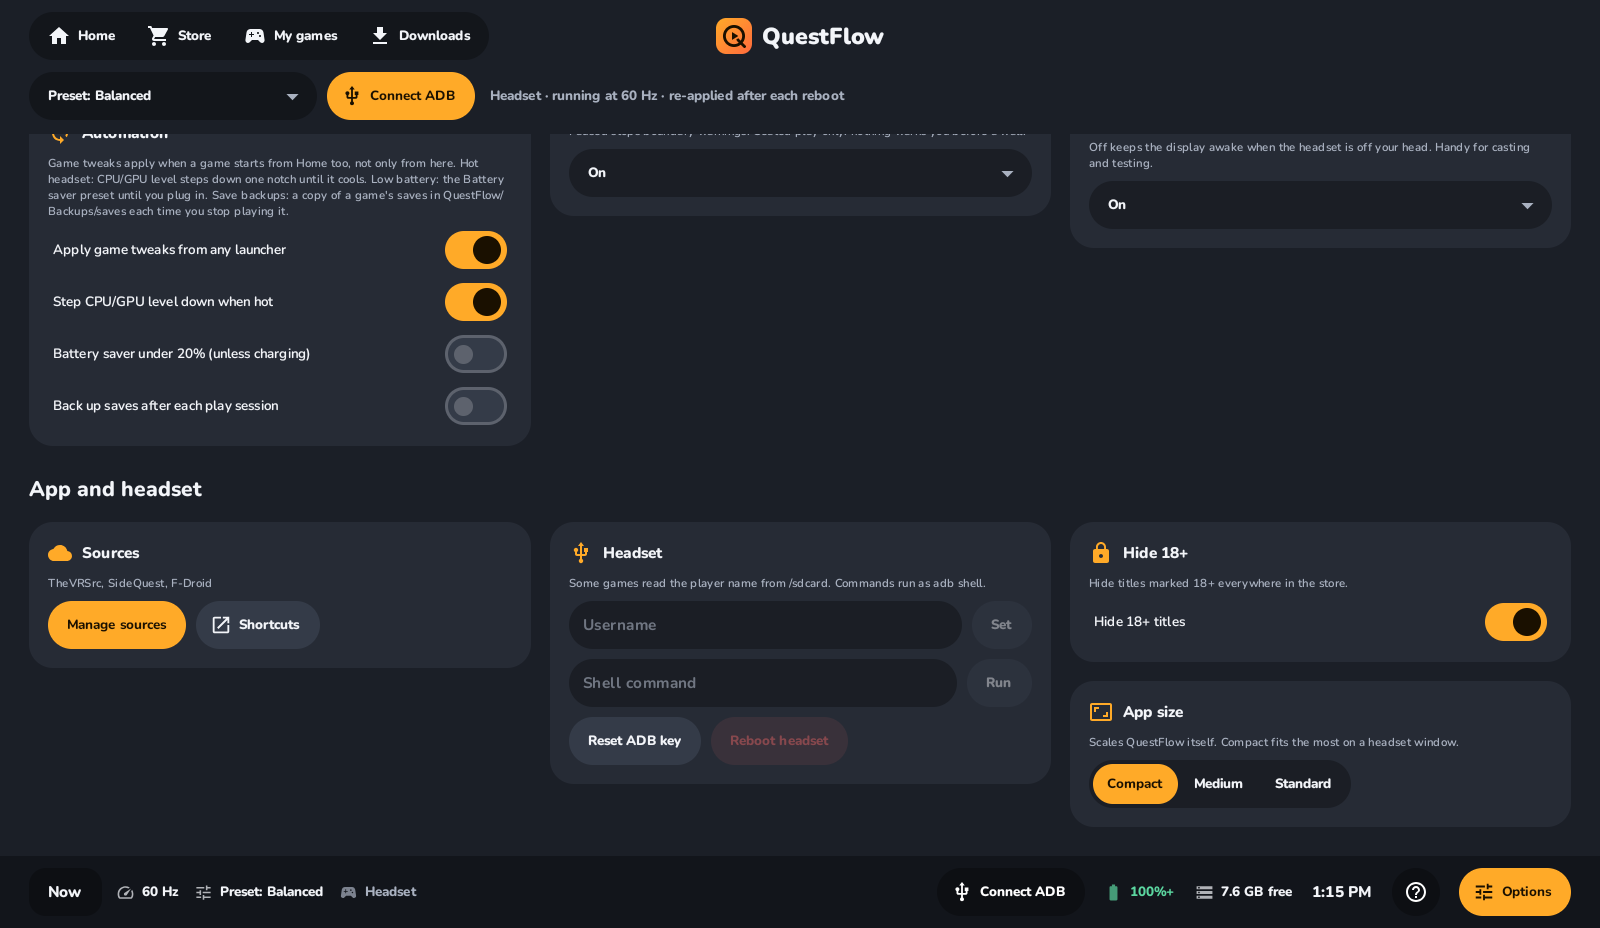 Home
Store
My games
Downloads
QuestFlow
Preset: Balanced
Connect ADB
Headset · running at 60 Hz · re-applied after each reboot
Automation
Game tweaks apply when a game starts from Home too, not only from here. Hot
headset: CPU/GPU level steps down one notch until it cools. Low battery: the Battery
saver preset until you plug in. Save backups: a copy of a game's saves in QuestFlow/
Backups/saves each time you stop playing it.
Apply game tweaks from any launcher
Step CPU/GPU level down when hot
Battery saver under 20% (unless charging)
Back up saves after each play session
On
Off keeps the display awake when the headset is off your head. Handy for casting
and testing.
On
App and headset
Sources
TheVRSrc, SideQuest, F-Droid
Manage sources
Shortcuts
Headset
Some games read the player name from /sdcard. Commands run as adb shell.
Username
Set
Shell command
Run
Reset ADB key
Reboot headset
Hide 18+
Hide titles marked 18+ everywhere in the store.
Hide 18+ titles
App size
Scales QuestFlow itself. Compact fits the most on a headset window.
Compact
Medium
Standard
Now
60 Hz
Preset: Balanced
Headset
Connect ADB
100%+
7.6 GB free
1:15 PM
Options